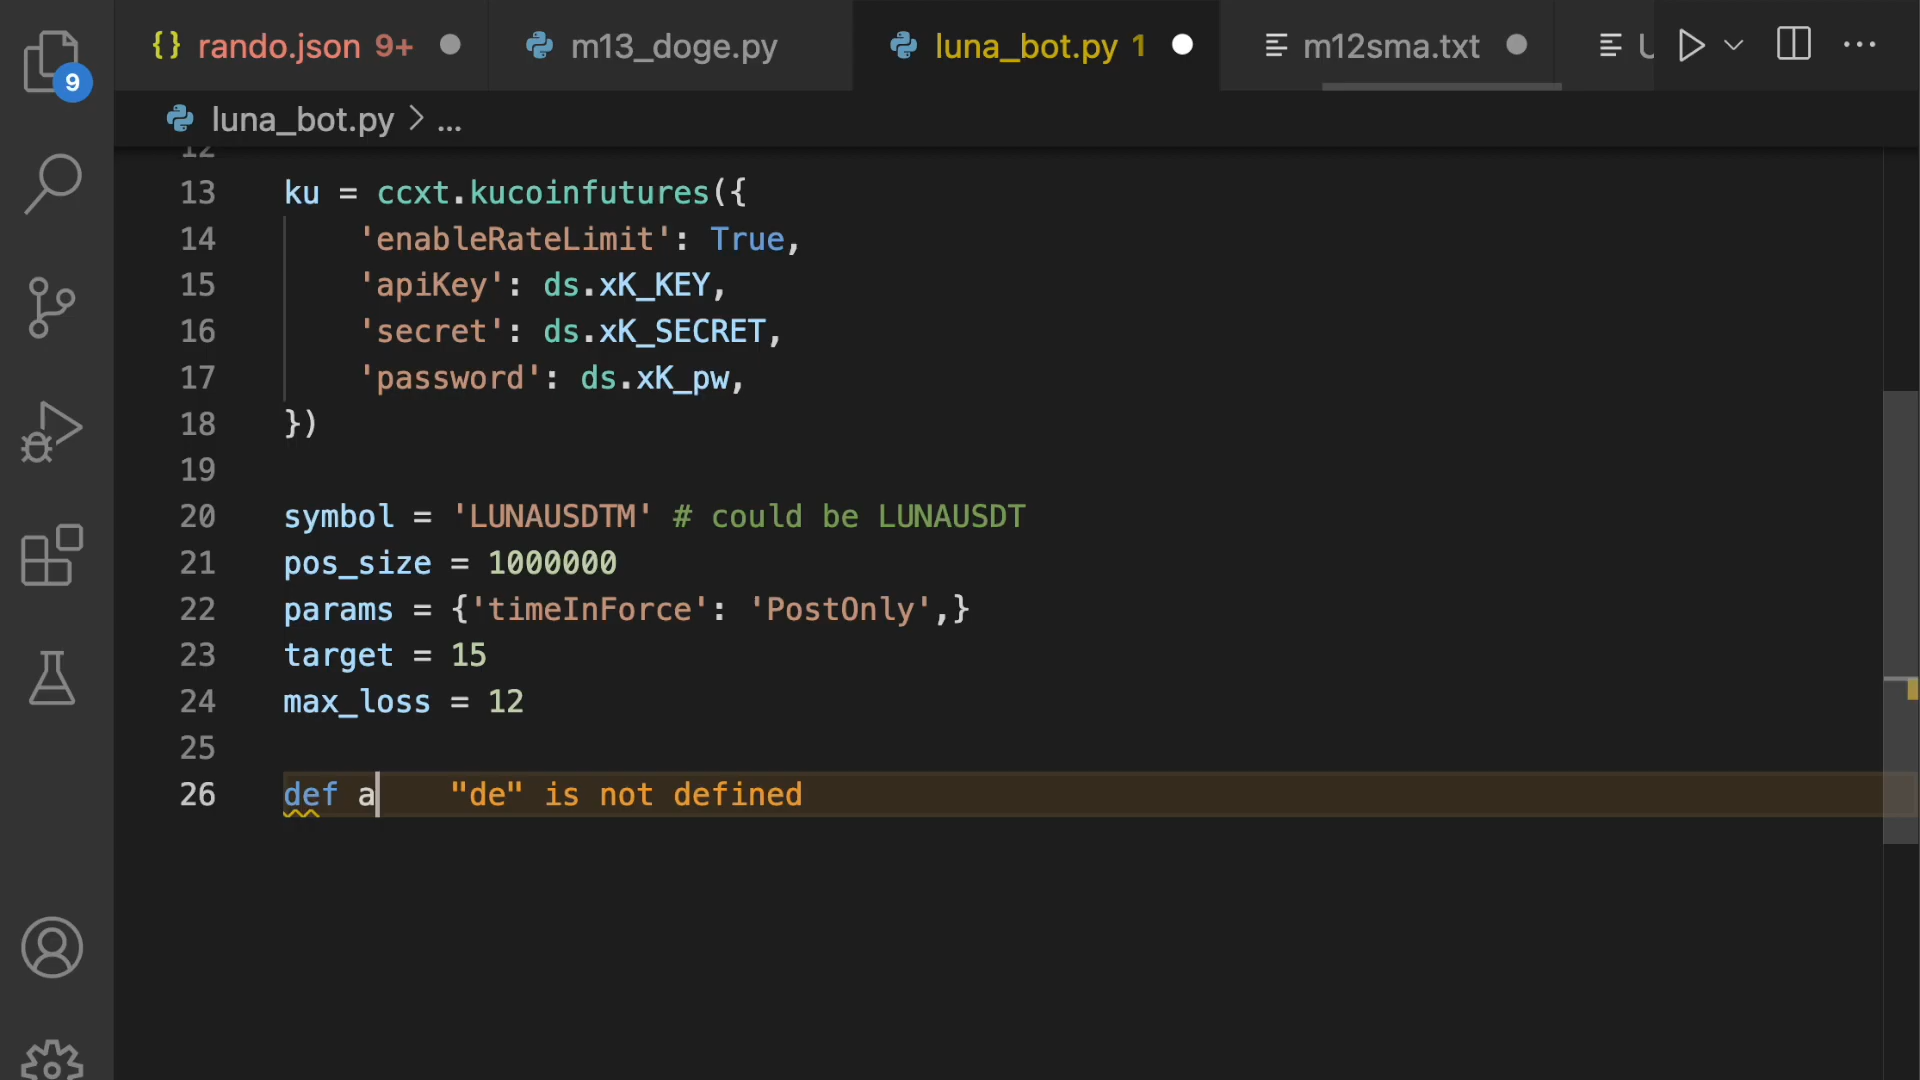 {} rando.json 9+
m13_doge.py
luna_bot.py 1
m12sma.txt
9
luna_bot.py > ...
12
13 ku = ccxt.kucoinfutures({
14 'enableRateLimit': True,
15 'apiKey': ds.xK_KEY,
16 'secret': ds.xK_SECRET,
17 'password': ds.xK_pw,
18 })
19
20 symbol = 'LUNAUSDTM' # could be LUNAUSDT
21 pos_size = 1000000
22 params = {'timeInForce': 'PostOnly',}
23 target = 15
24 max_loss = 12
25
26 def a "de" is not defined